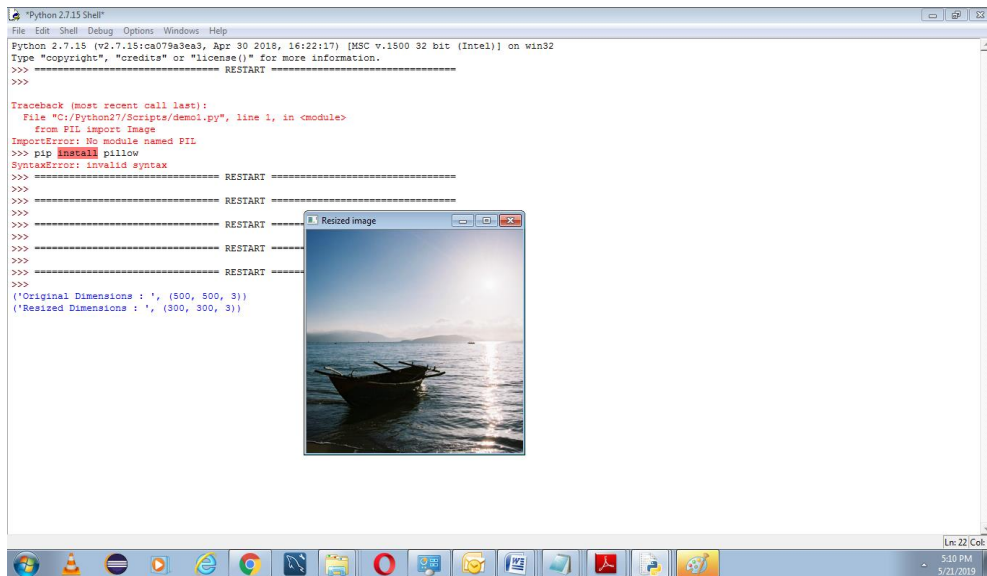 *Python 2.7.15 Shell*
File Edit Shell Debug Options Windows Help
Python 2.7.15 (v2.7.15:ca079a3ea3, Apr 30 2018, 16:22:17) [MSC v.1500 32 bit (Intel)] on win32
Type "copyright", "credits" or "license()" for more information.
>>> ================================ RESTART ================================
>>>
Traceback (most recent call last):
  File "C:/Python27/Scripts/demo1.py", line 1, in <module>
    from PIL import Image
ImportError: No module named PIL
>>> pip install pillow
SyntaxError: invalid syntax
>>> ================================ RESTART ================================
>>>
>>> ================================ RESTART ================================
>>>
>>> ================================ RESTART ======
>>>
>>> ================================ RESTART ======
>>>
>>> ================================ RESTART ======
>>>
('Original Dimensions : ', (500, 500, 3))
('Resized Dimensions : ', (300, 300, 3))
Resized image
Ln: 22 Col:
5:10 PM
5/21/2019